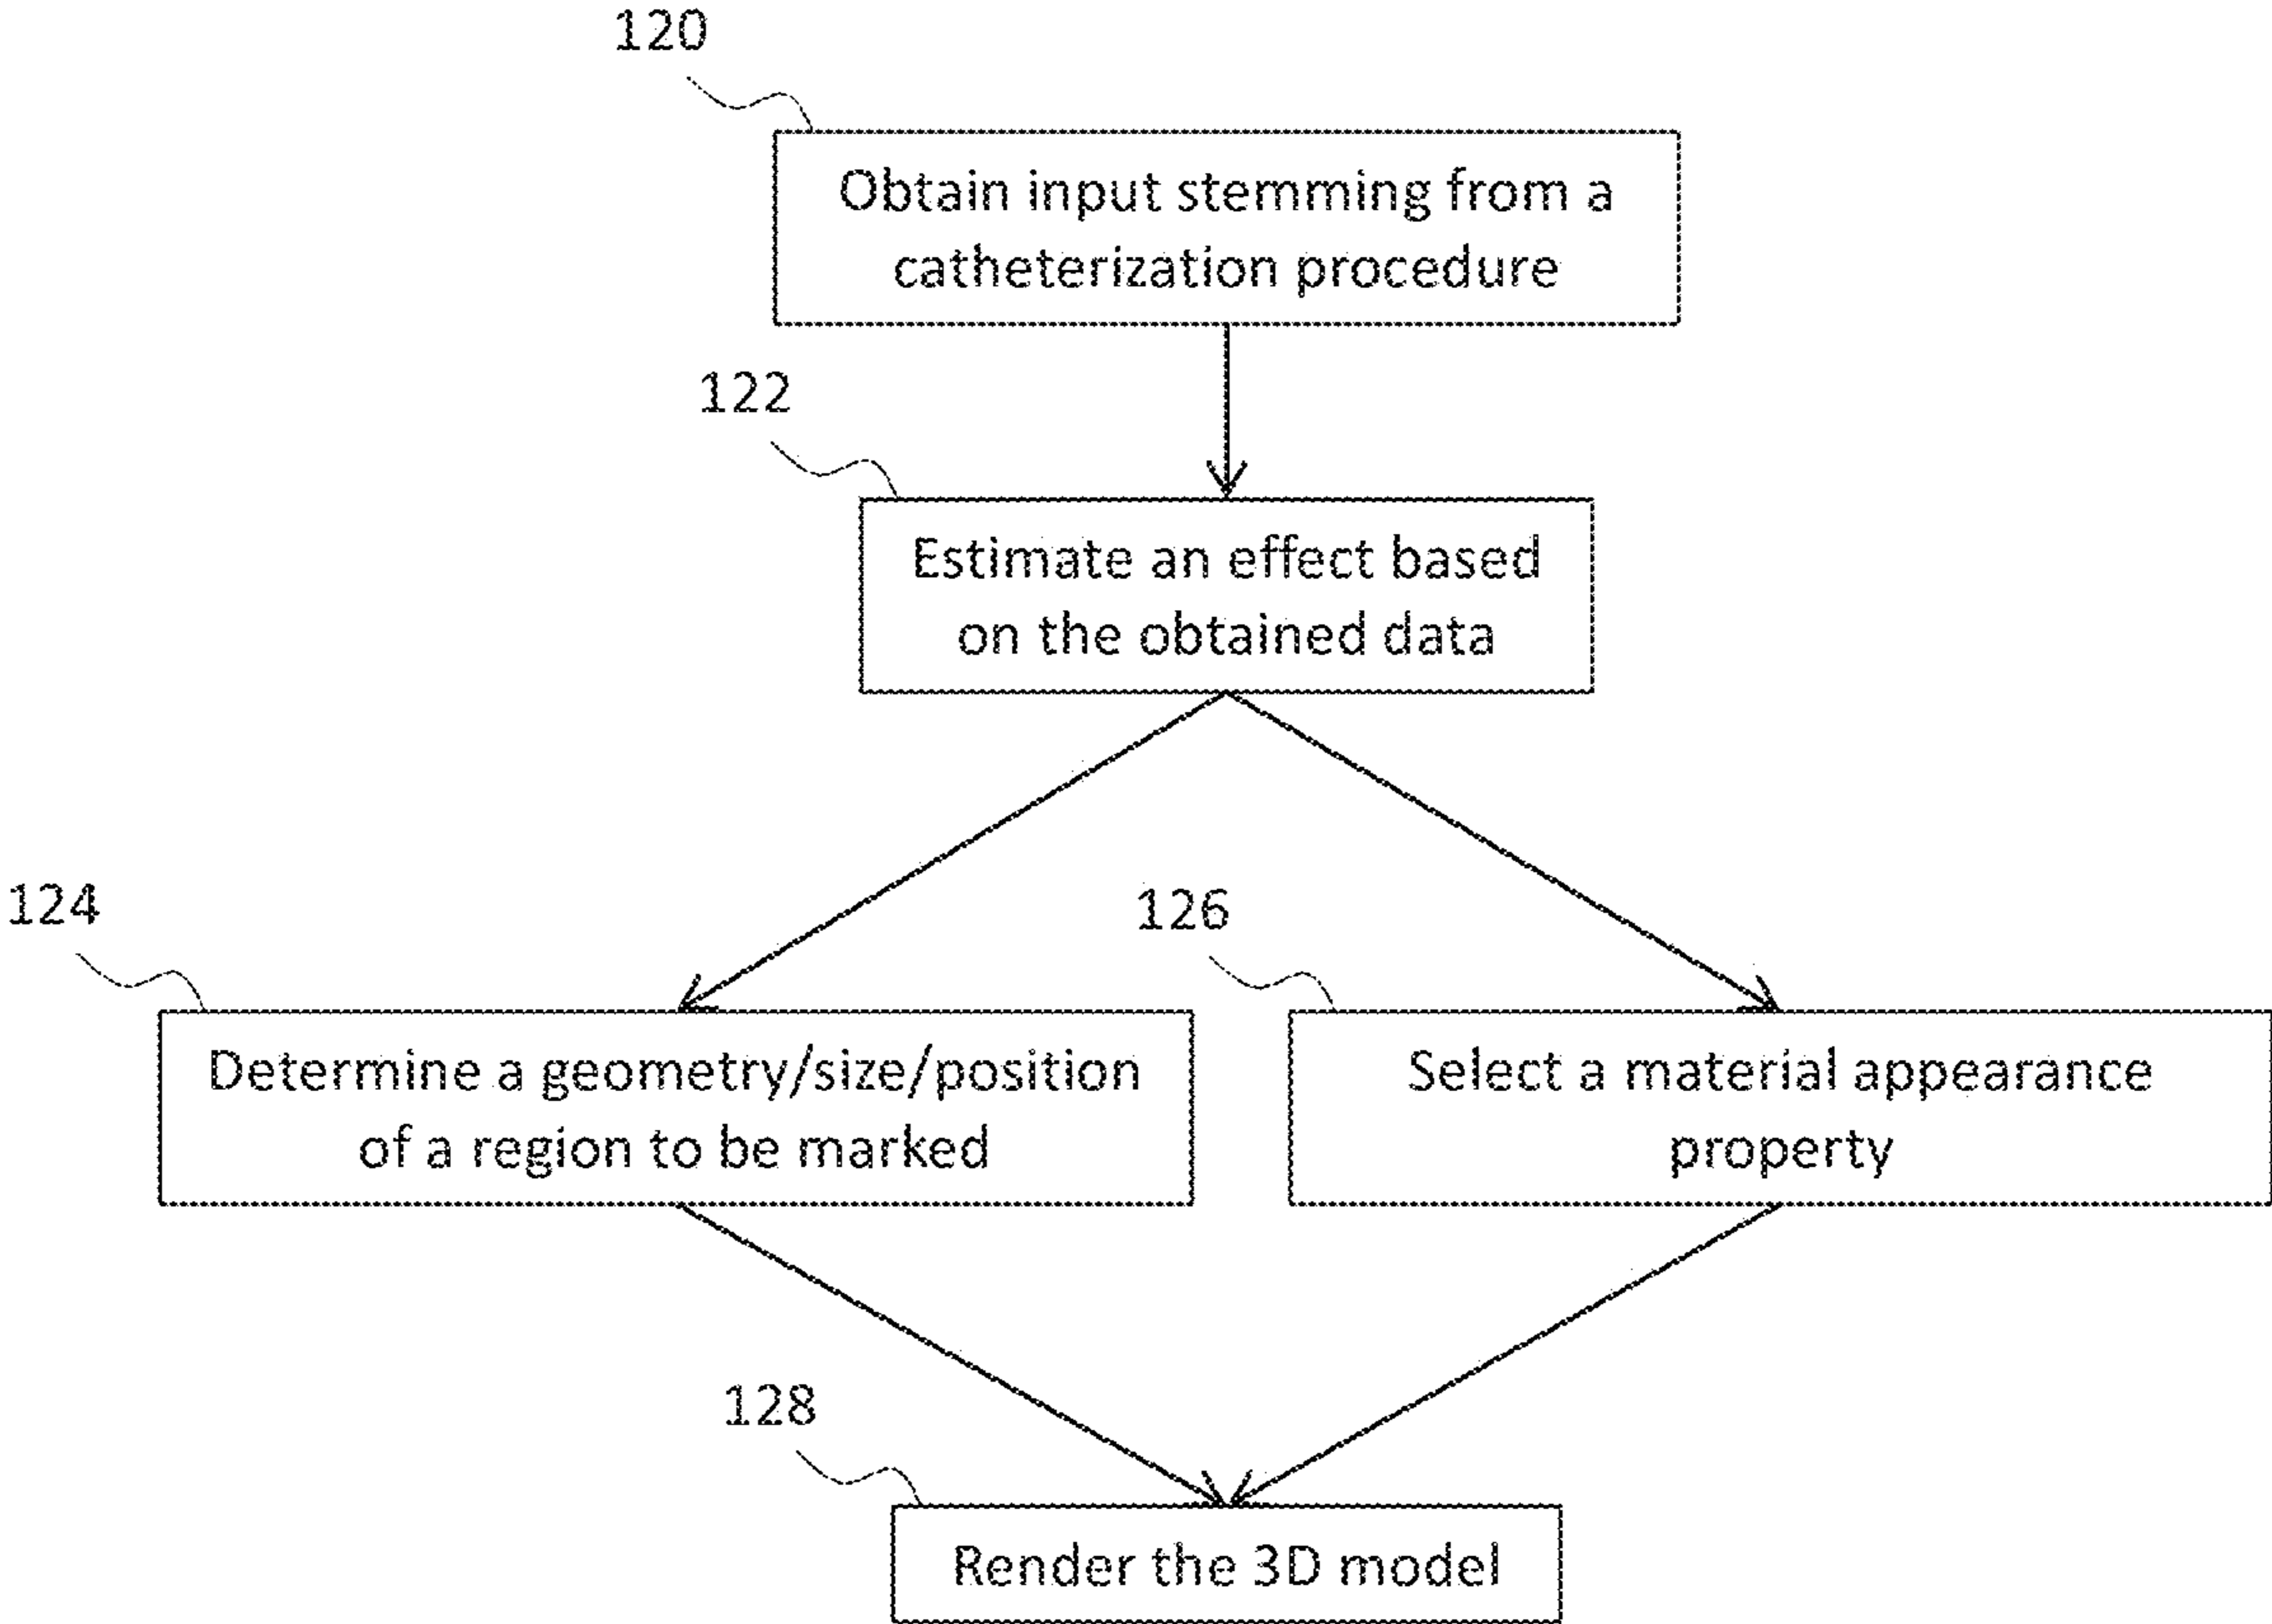 120
Obtain input stemming from a
catheterization procedure
122
Estimate an effect based
on the obtained data
124
Determine a geometry/size/position
of a region to be marked
126
Select a material appearance
property
128
Render the 3D model